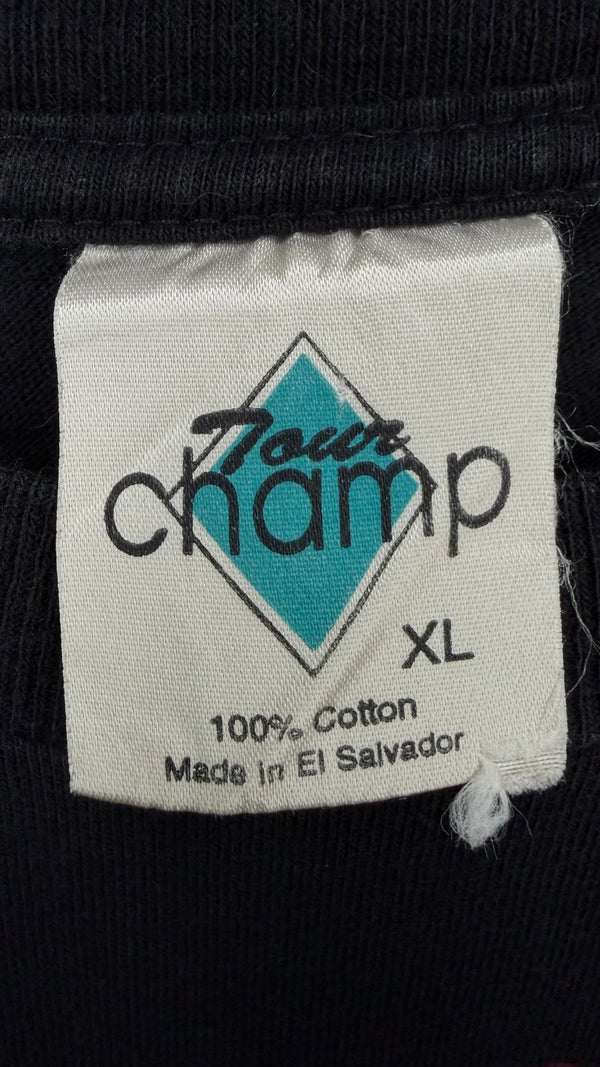 Tour
champ
XL
100% Cotton
Made in El Salvador